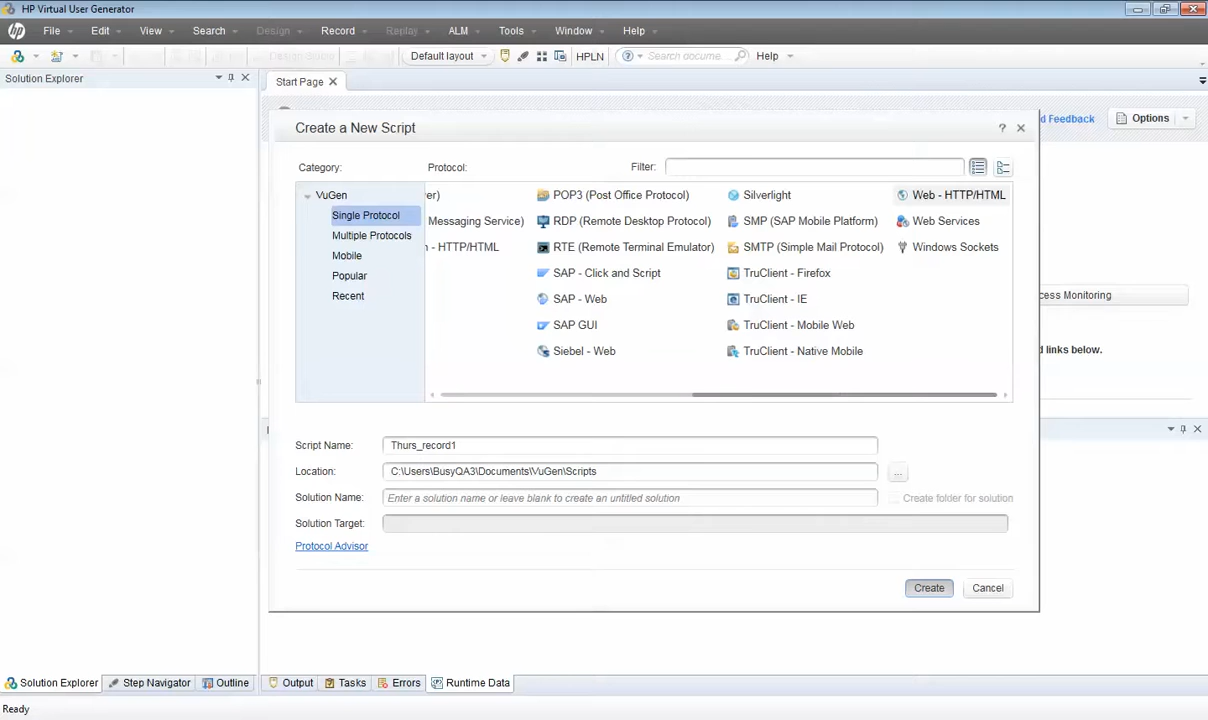 HP Virtual User Generator
File Edit View Search Design Record Replay ALM Tools Window Help
Default layout HPLN Search docume Help
Solution Explorer
Start Page
d Feedback Options
Create a New Script
Category: Protocol: Filter:
VuGen
Single Protocol
Multiple Protocols
Mobile
Popular
Recent
er)
Messaging Service)
n - HTTP/HTML
POP3 (Post Office Protocol)
RDP (Remote Desktop Protocol)
RTE (Remote Terminal Emulator)
SAP - Click and Script
SAP - Web
SAP GUI
Siebel - Web
Silverlight
SMP (SAP Mobile Platform)
SMTP (Simple Mail Protocol)
TruClient - Firefox
TruClient - IE
TruClient - Mobile Web
TruClient - Native Mobile
Web - HTTP/HTML
Web Services
Windows Sockets
cess Monitoring
d links below.
Script Name: Thurs_record1
Location: C:\Users\BusyQA3\Documents\VuGen\Scripts ...
Solution Name: Enter a solution name or leave blank to create an untitled solution Create folder for solution
Solution Target:
Protocol Advisor
Create Cancel
Solution Explorer Step Navigator Outline Output Tasks Errors Runtime Data
Ready